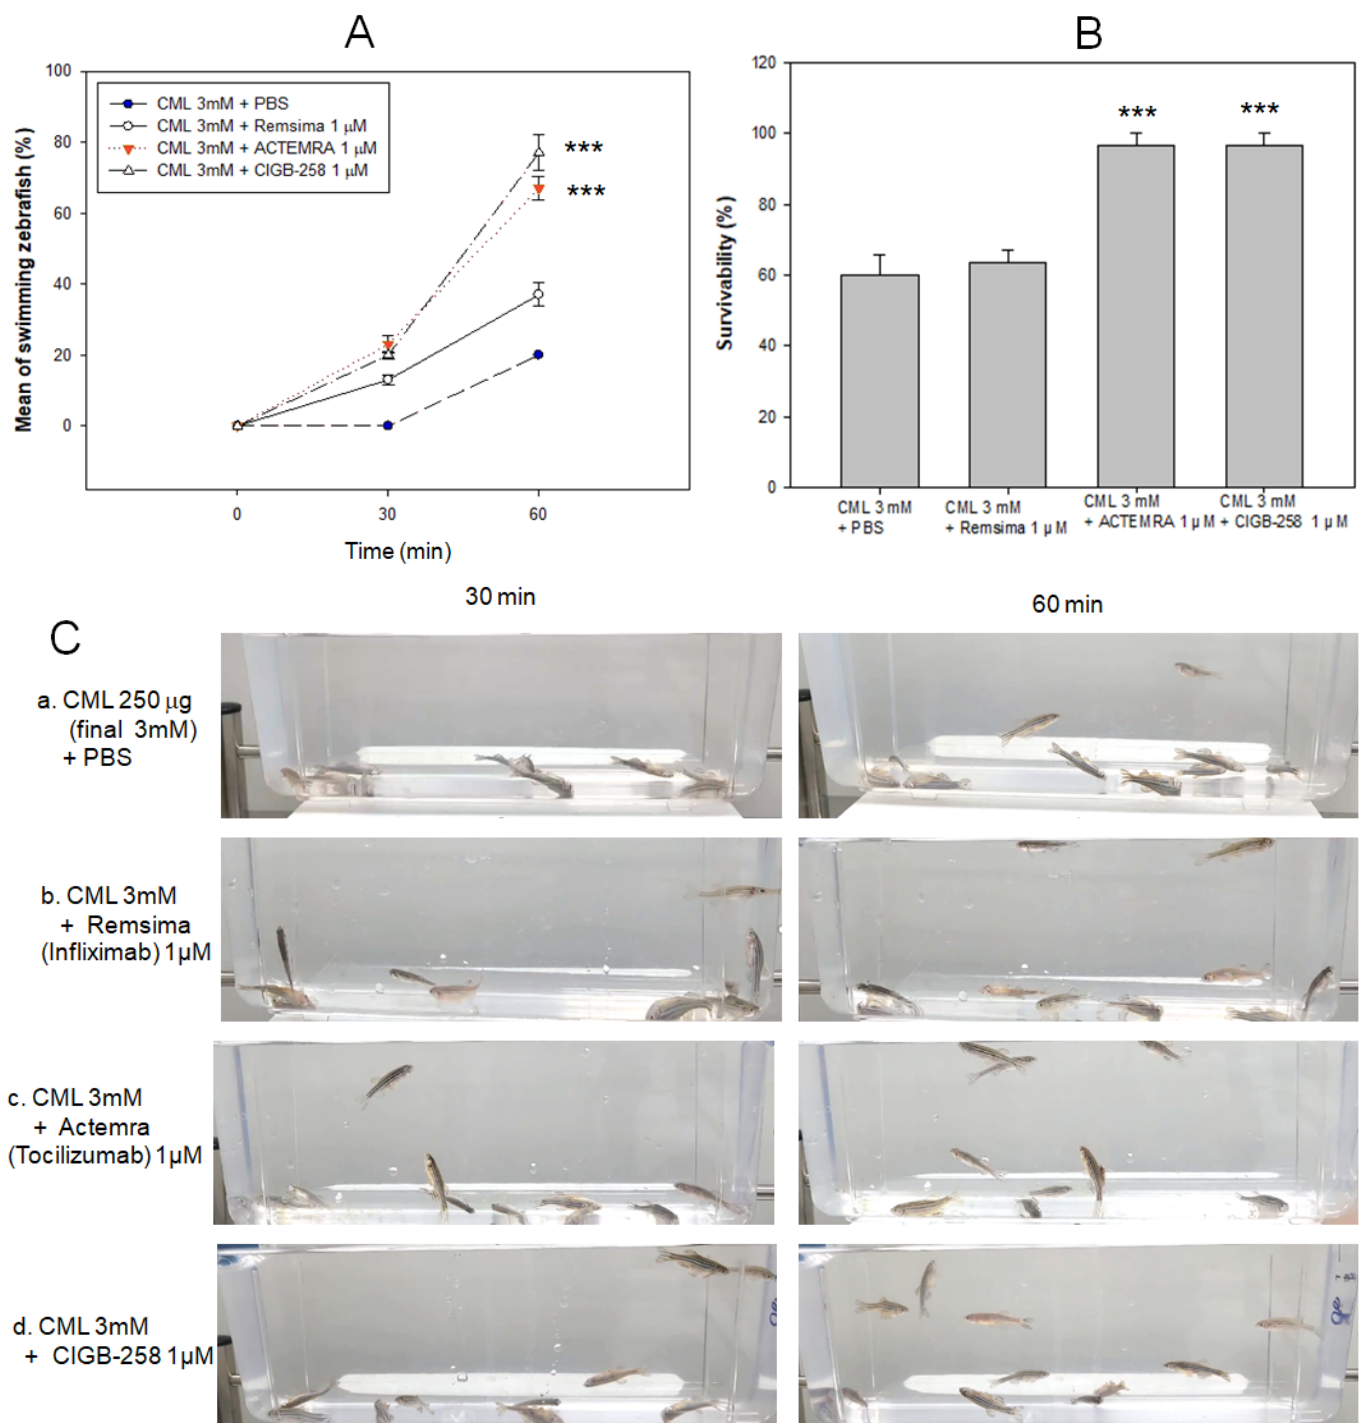 A
100
80
60
40
20
0
Mean of swimming zebrafish (%)
CML 3mM + PBS
CML 3mM + Remsima 1 μM
CML 3mM + ACTEMRA 1 μM
CML 3mM + CIGB-258 1 μM
***
***
0 30 60
Time (min)
B
120
100
80
60
40
20
0
Survivability (%)
***
***
CML 3 mM
+ PBS
CML 3 mM
+ Remsima 1 μM
CML 3 mM
+ ACTEMRA 1 μM
CML 3 mM
+ CIGB-258 1 μM
30 min
60 min
C
a. CML 250 μg
(final 3mM)
+ PBS
b. CML 3mM
+ Remsima
(Infliximab) 1μM
c. CML 3mM
+ Actemra
(Tocilizumab) 1μM
d. CML 3mM
+ CIGB-258 1μM